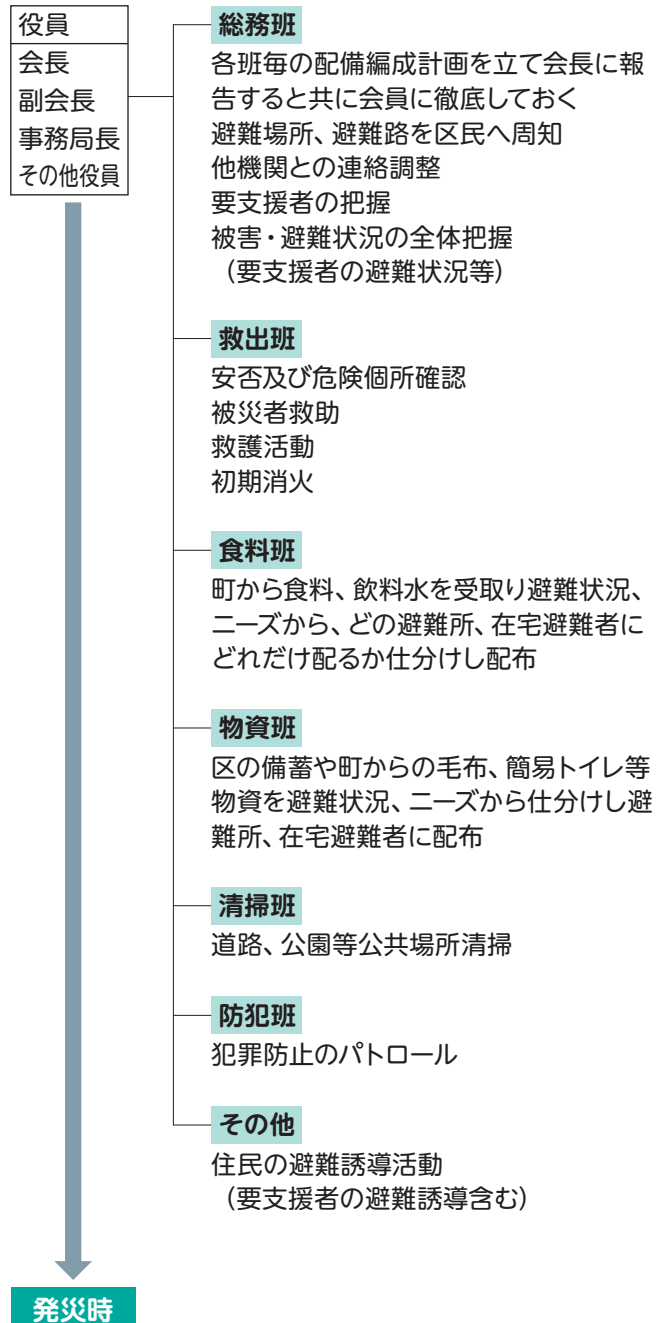 役員
会長
副会長
事務局長
その他役員
総務班
各班毎の配備編成計画を立て会長に報
告すると共に会員に徹底しておく
避難場所、避難路を区民へ周知
他機関との連絡調整
要支援者の把握
被害・避難状況の全体把握
（要支援者の避難状況等）
救出班
安否及び危険個所確認
被災者救助
救護活動
初期消火
食料班
町から食料、飲料水を受取り避難状況、
ニーズから、どの避難所、在宅避難者に
どれだけ配るか仕分けし配布
物資班
区の備蓄や町からの毛布、簡易トイレ等
物資を避難状況、ニーズから仕分けし避
難所、在宅避難者に配布
清掃班
道路、公園等公共場所清掃
防犯班
犯罪防止のパトロール
その他
住民の避難誘導活動
（要支援者の避難誘導含む）
発災時